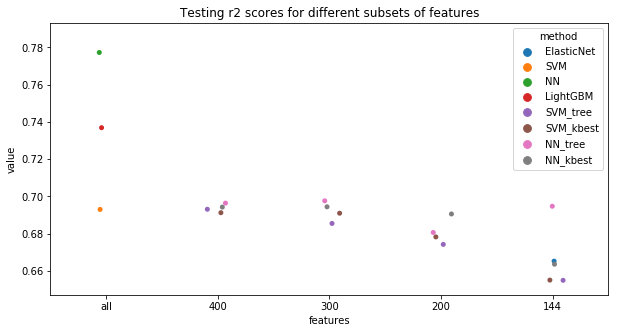 Testing r2 scores for different subsets of features
method
ElasticNet
SVM
NN
LightGBM
SVM_tree
SVM_kbest
NN_tree
NN_kbest
value
0.78
0.76
0.74
0.72
0.70
0.68
0.66
all 400 300 200 144
features